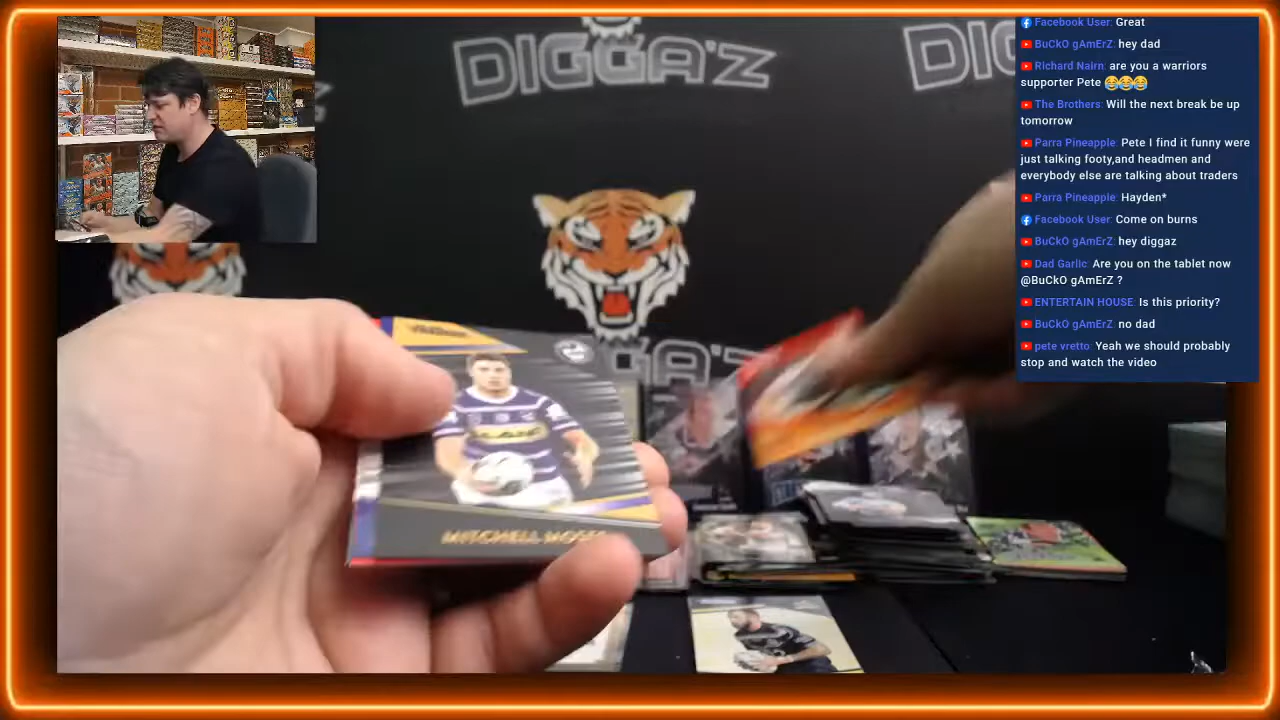 DIGGA'Z
DIGGA'Z
MITCHELL MOSES
Facebook User: Great
BuCkO gAmErZ: hey dad
Richard Nairn: are you a warriors
supporter Pete 😂😂😂
The Brothers: Will the next break be up
tomorrow
Parra Pineapple: Pete I find it funny were
just talking footy,and headmen and
everybody else are talking about traders
Parra Pineapple: Hayden*
Facebook User: Come on burns
BuCkO gAmErZ: hey diggaz
Dad Garlic: Are you on the tablet now
@BuCkO gAmErZ ?
ENTERTAIN HOUSE: Is this priority?
BuCkO gAmErZ: no dad
pete vretto: Yeah we should probably
stop and watch the video